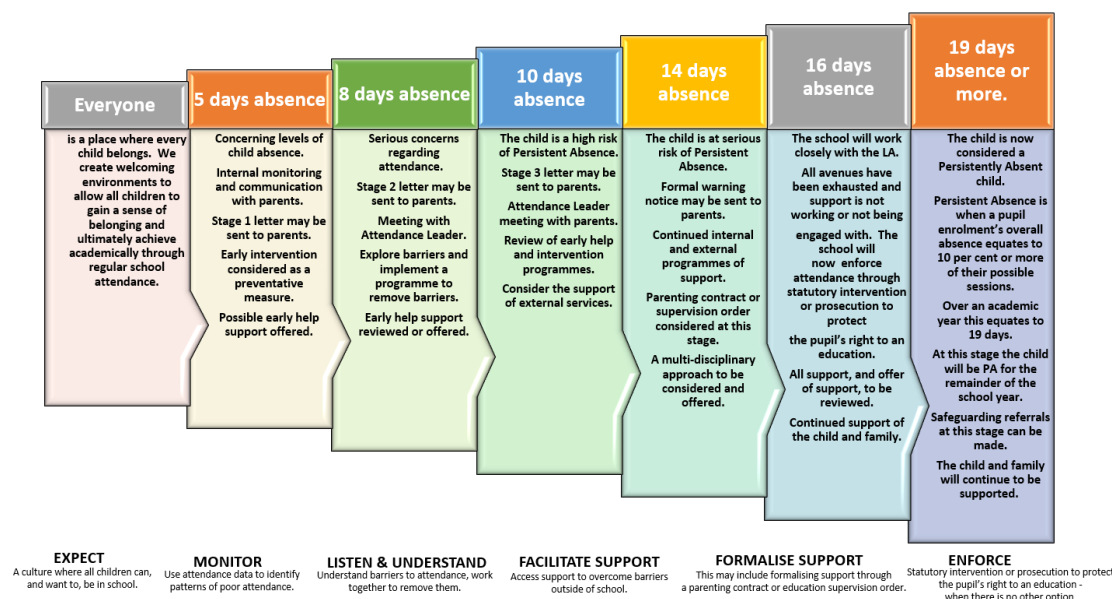 Everyone
is a place where every
child belongs. We
create welcoming
environments to
allow all children to
gain a sense of
belonging and
ultimately achieve
academically through
regular school
attendance.
5 days absence
Concerning levels of
child absence.
Internal monitoring
and communication
with parents.
Stage 1 letter may be
sent to parents.
Early intervention
considered as a
preventative
measure.
Possible early help
support offered.
8 days absence
Serious concerns
regarding
attendance.
Stage 2 letter may be
sent to parents.
Meeting with
Attendance Leader.
Explore barriers and
implement a
programme to
remove barriers.
Early help support
reviewed or offered.
10 days
absence
The child is a high risk
of Persistent Absence.
Stage 3 letter may be
sent to parents.
Attendance Leader
meeting with parents.
Review of early help
and intervention
programmes.
Consider the support
of external services.
14 days
absence
The child is at serious
risk of Persistent
Absence.
Formal warning
notice may be sent to
parents.
Continued internal
and external
programmes of
support.
Parenting contract or
supervision order
considered at this
stage.
A multi-disciplinary
approach to be
considered and
offered.
16 days
absence
The school will work
closely with the LA.
All avenues have
been exhausted and
support is not
working or not being
engaged with. The
school will
now enforce
attendance through
statutory intervention
or prosecution to
protect
the pupil's right to an
education.
All support, and offer
of support, to be
reviewed.
Continued support of
the child and family.
19 days
absence or
more.
The child is now
considered a
Persistently Absent
child.
Persistent Absence is
when a pupil
enrolment's overall
absence equates to
10 per cent or more
of their possible
sessions.
Over an academic
year this equates to
19 days.
At this stage the child
will be PA for the
remainder of the
school year.
Safeguarding referrals
at this stage can be
made.
The child and family
will continue to be
supported.
EXPECT
A culture where all children can,
and want to, be in school.
MONITOR
Use attendance data to identify
patterns of poor attendance.
LISTEN & UNDERSTAND
Understand barriers to attendance, work
together to remove them.
FACILITATE SUPPORT
Access support to overcome barriers
outside of school.
FORMALISE SUPPORT
This may include formalising support through
a parenting contract or education supervision order.
ENFORCE
Statutory intervention or prosecution to protect
the pupil's right to an education -
when there is no other option